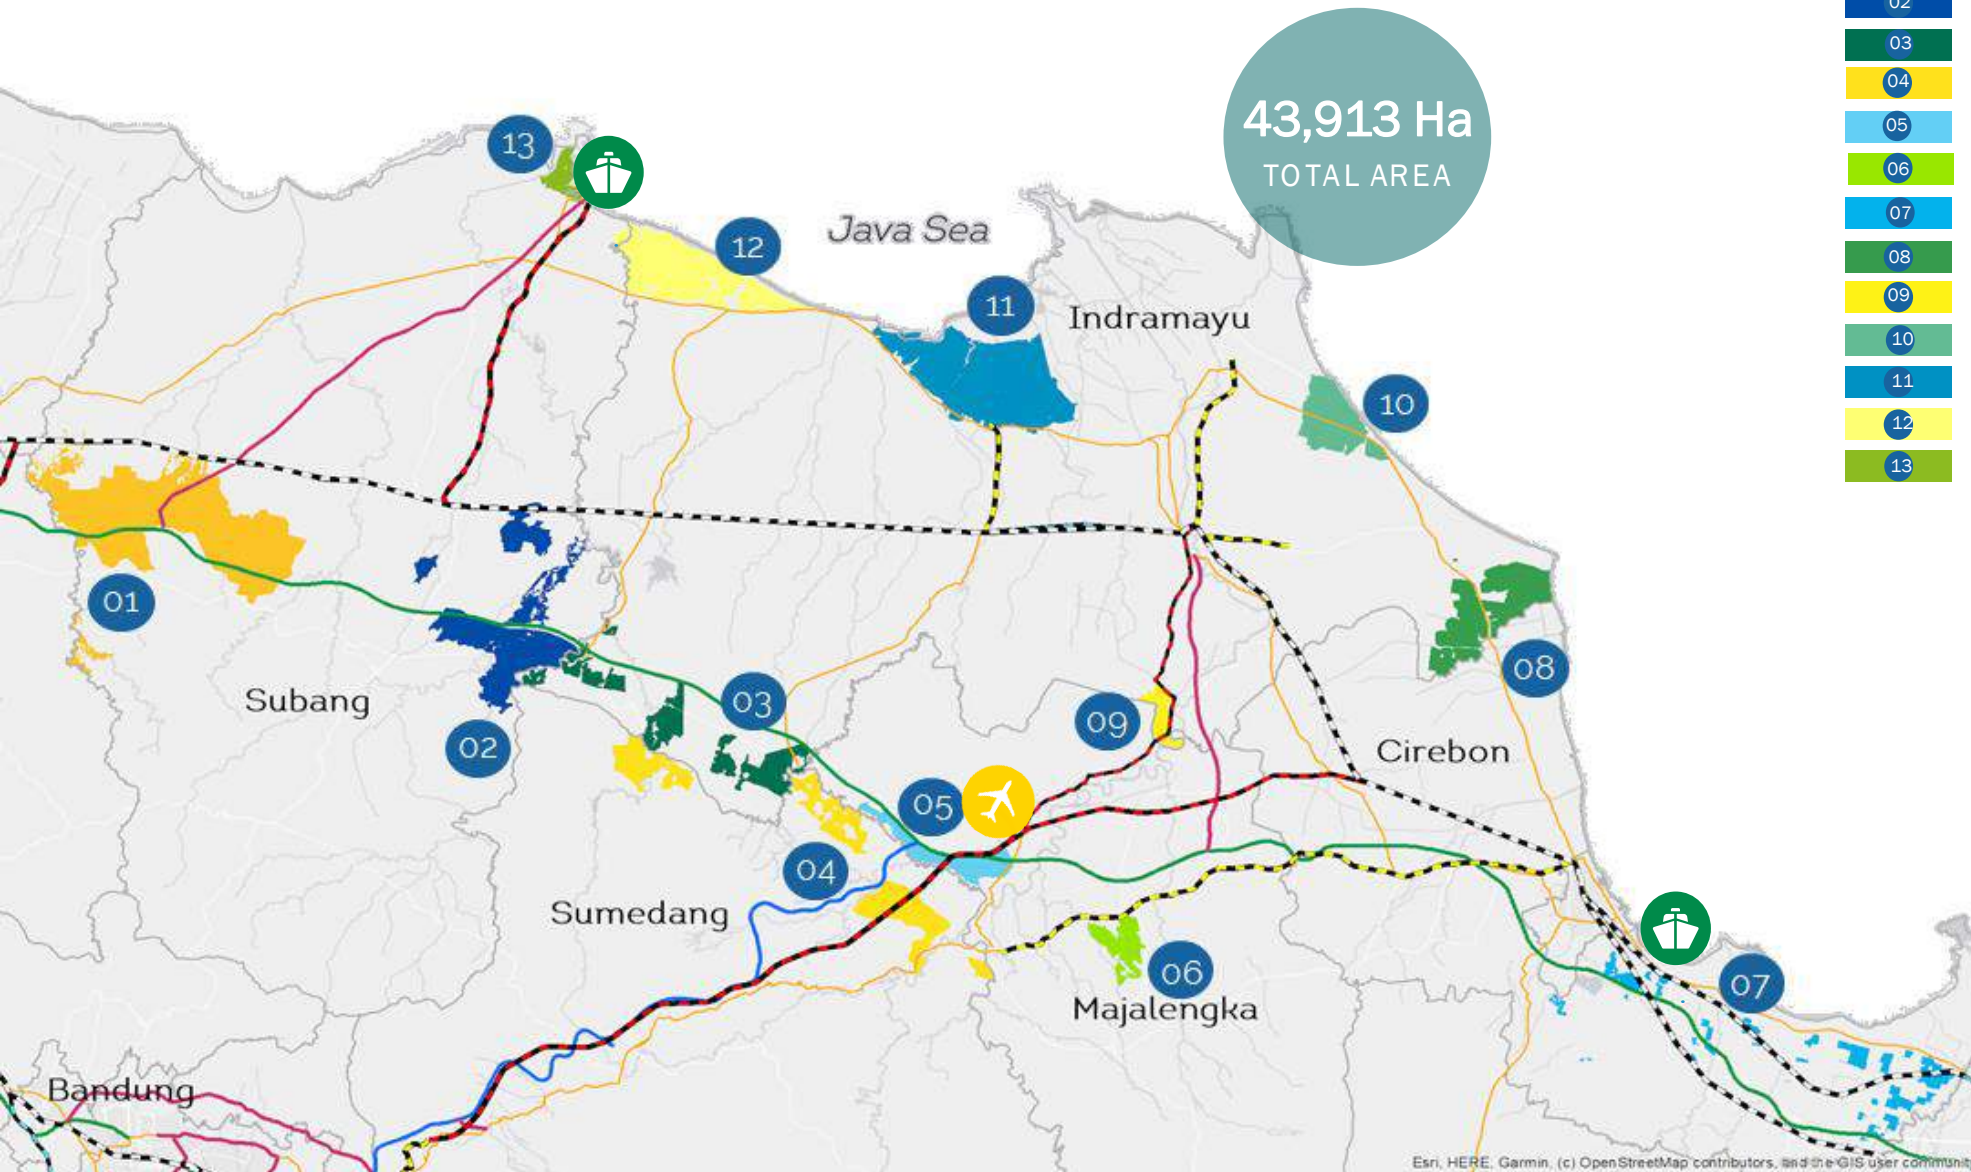 02
03
04
05
06
07
08
09
10
11
12
13
43,913 Ha
TOTAL AREA
13
12
Java Sea
11
Indramayu
10
01
Subang
02
03
08
09
Cirebon
05
04
Sumedang
06
Majalengka
07
Bandung
Esri, HERE, Garmin, (c) OpenStreetMap contributors, and the GIS user communit